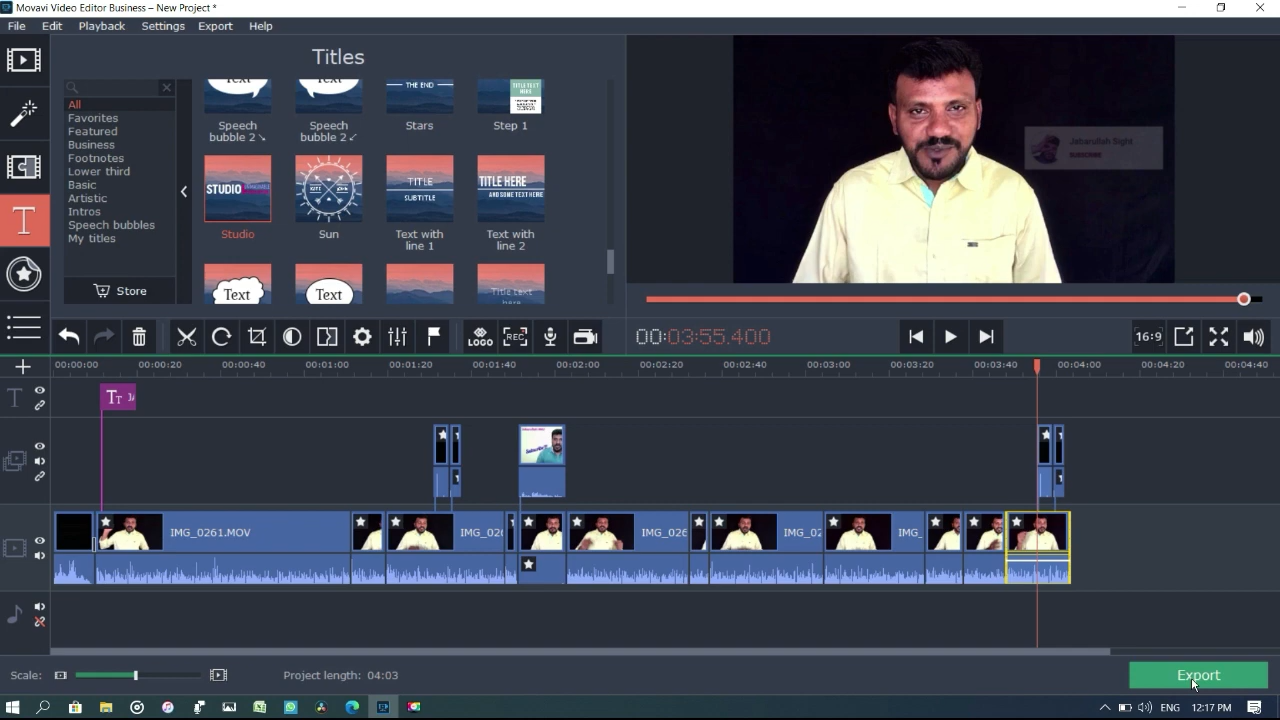 Movavi Video Editor Business – New Project *
File Edit Playback Settings Export Help
Titles
All
Favorites
Featured
Business
Footnotes
Lower third
Basic
Artistic
Intros
Speech bubbles
My titles
Store
Text
Text
THE END
TITLE TEXT HERE
Speech bubble 2 ↘
Speech bubble 2 ↙
Stars
Step 1
STUDIO
TITLE
SUBTITLE
TITLE HERE
AND SOME TEXT HERE
Studio
Sun
Text with line 1
Text with line 2
Text
Text
Title text here
Jabarullah Sight
SUBSCRIBE
LOGO
REC
00:03:55.400
16:9
00:00:00 00:00:20 00:00:40 00:01:00 00:01:20 00:01:40 00:02:00 00:02:20 00:02:40 00:03:00 00:03:20 00:03:40 00:04:00 00:04:20 00:04:40
IMG_0261.MOV
IMG_026
IMG_026
IMG_02
IMG_
Scale:
Project length: 04:03
Export
ENG 12:17 PM